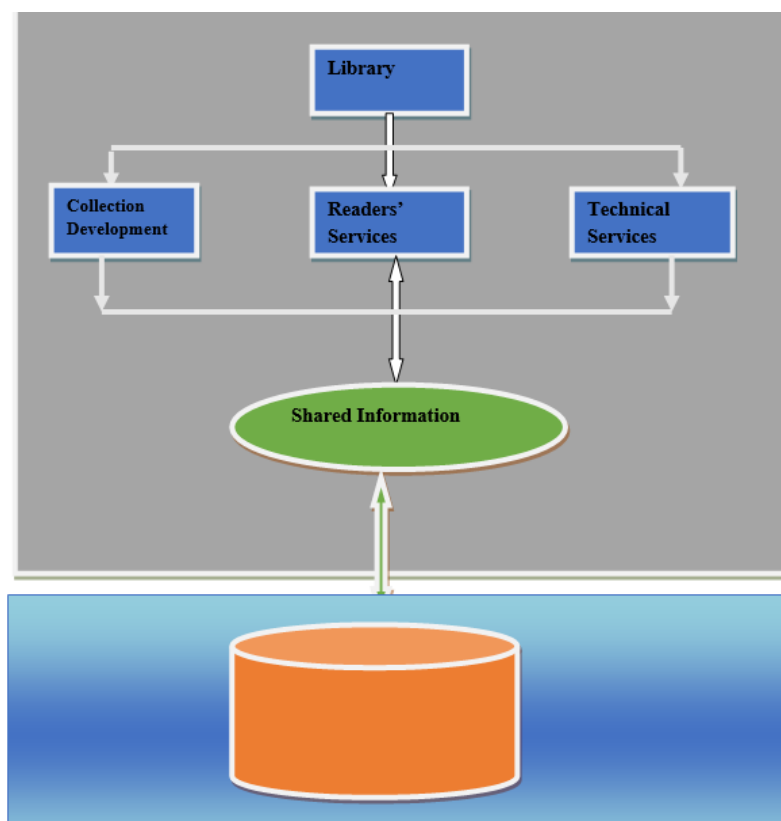 Library
Collection
Development
Readers’
Services
Technical
Services
Shared Information